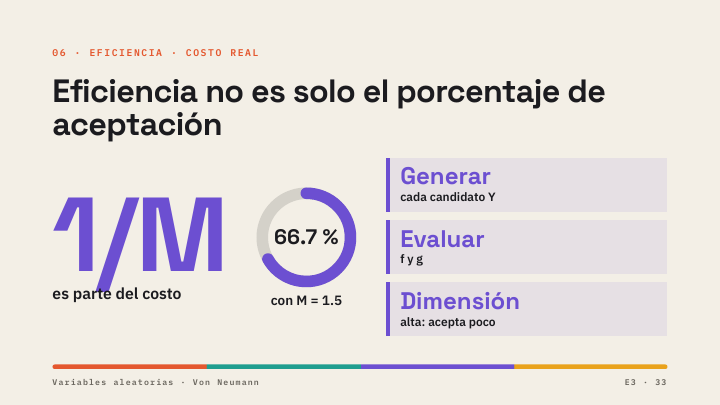 06 · EFICIENCIA · COSTO REAL
Eficiencia no es solo el porcentaje de
aceptación
1/M
es parte del costo
66.7 %
con M = 1.5
Generar
cada candidato Y
Evaluar
f y g
Dimensión
alta: acepta poco
Variables aleatorias · Von Neumann
E3 · 33